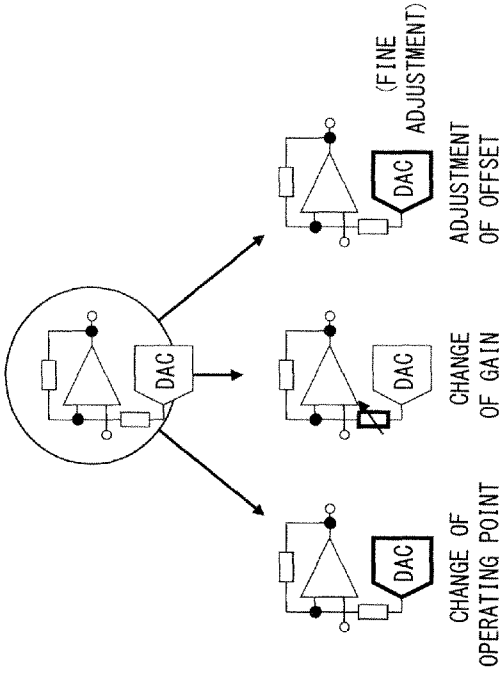 DAC
DAC
CHANGE OF
OPERATING POINT
DAC
CHANGE
OF GAIN
DAC
(FINE
ADJUSTMENT)
ADJUSTMENT
OF OFFSET